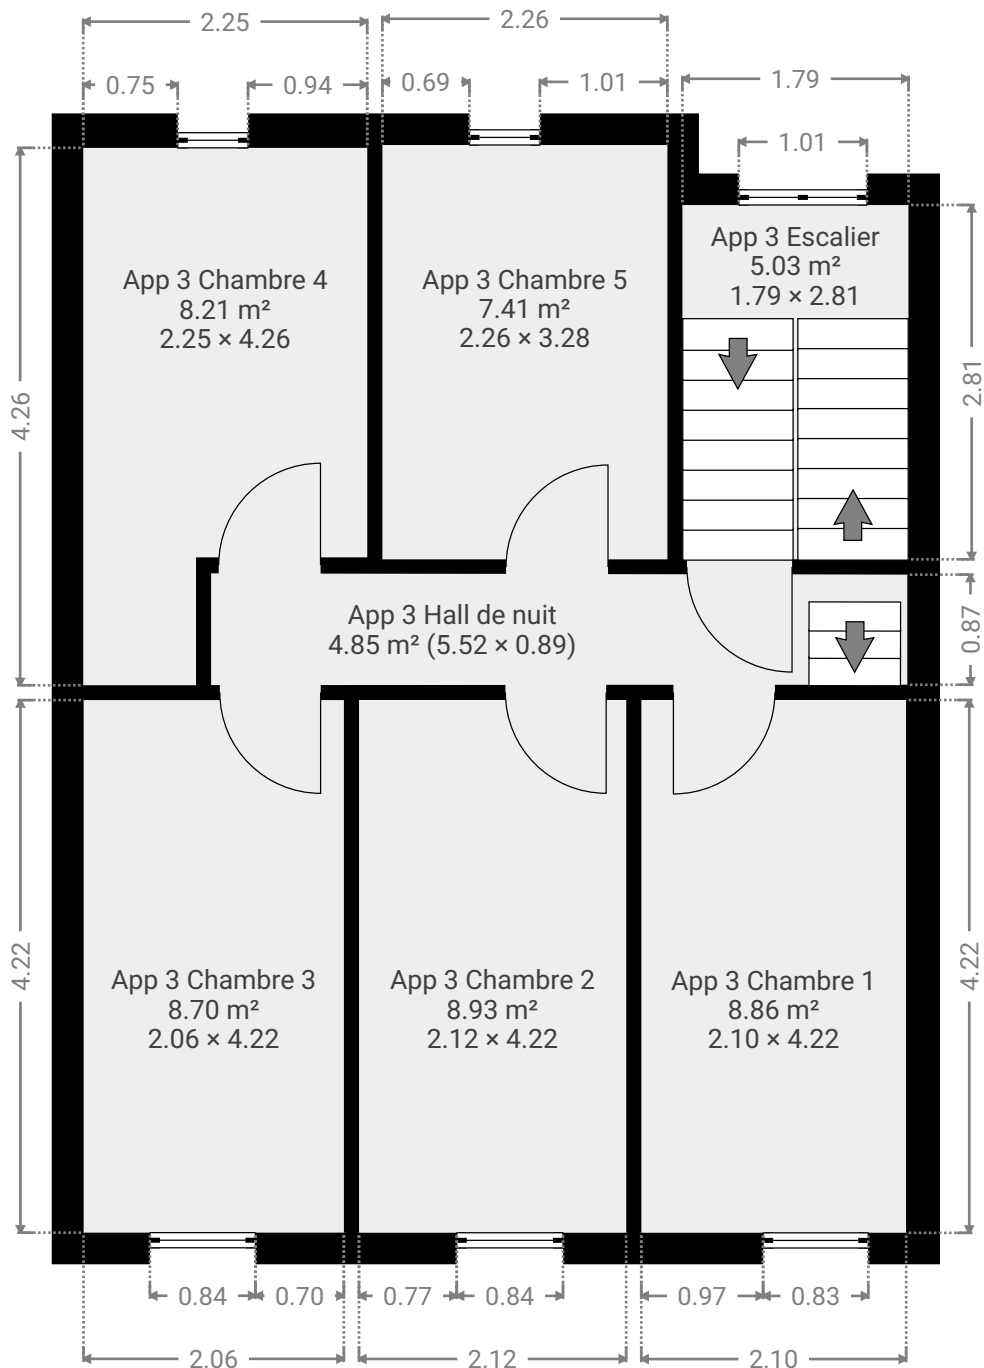 2.25
2.26
0.75
0.94
0.69
1.01
1.79
1.01
App 3 Escalier
5.03 m²
1.79 × 2.81
App 3 Chambre 4
8.21 m²
2.25 × 4.26
App 3 Chambre 5
7.41 m²
2.26 × 3.28
4.26
2.81
App 3 Hall de nuit
4.85 m² (5.52 × 0.89)
0.87
4.22
4.22
App 3 Chambre 3
8.70 m²
2.06 × 4.22
App 3 Chambre 2
8.93 m²
2.12 × 4.22
App 3 Chambre 1
8.86 m²
2.10 × 4.22
0.84
0.70
0.77
0.84
0.97
0.83
2.06
2.12
2.10